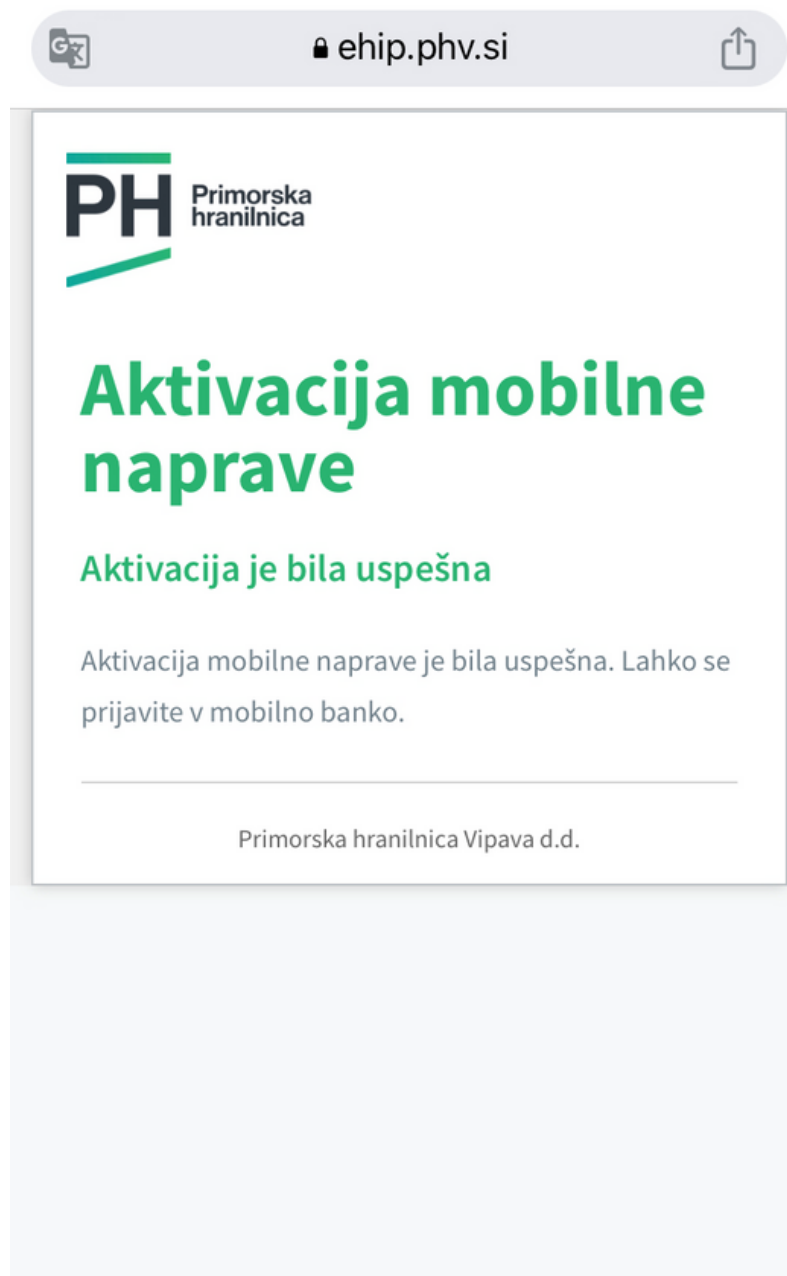 ehip.phv.si
PH Primorska
hranilnica
Aktivacija mobilne
naprave
Aktivacija je bila uspešna
Aktivacija mobilne naprave je bila uspešna. Lahko se
prijavite v mobilno banko.
Primorska hranilnica Vipava d.d.